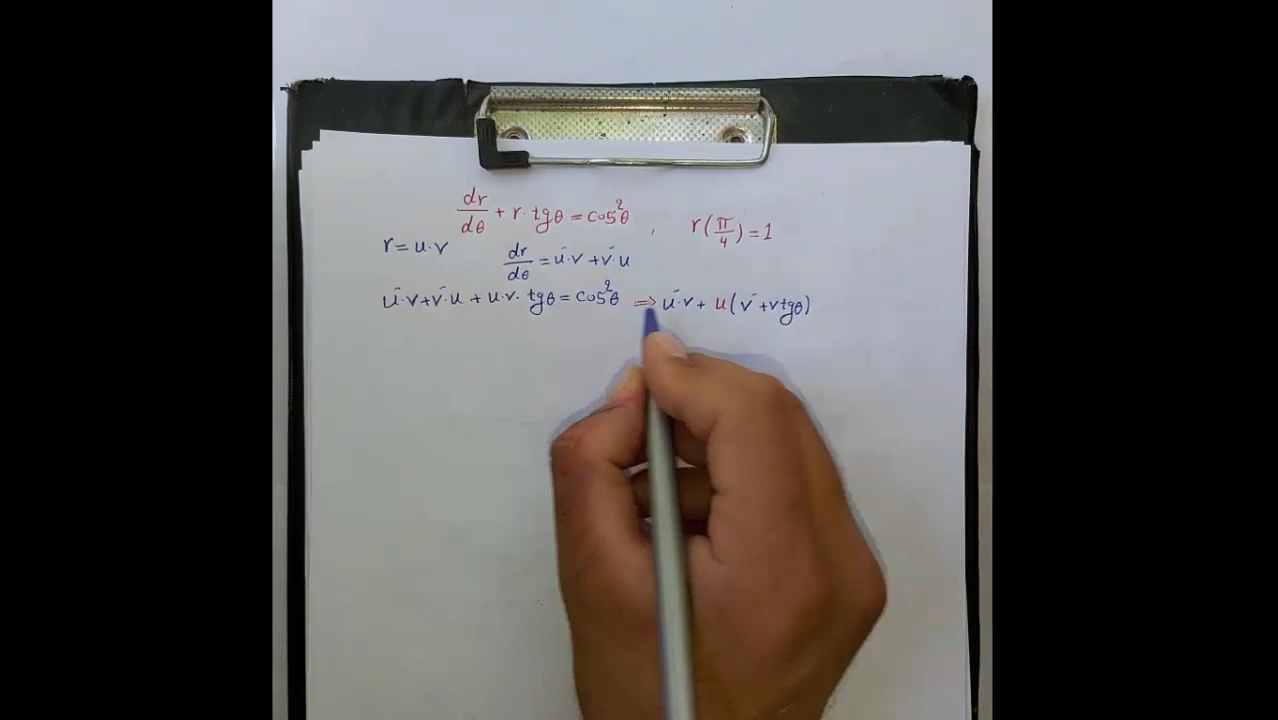 dr/dθ + r · tgθ = cos²θ , r(π/4) = 1
r = u·v dr/dθ = u′·v + v′·u
u′·v + v′·u + u·v· tgθ = cos²θ ⇒ u′·v + u(v′ + v tgθ)